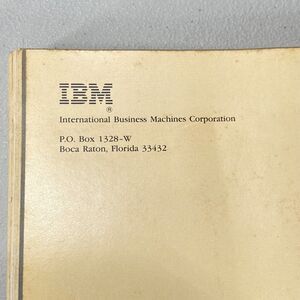 IBM
®
International Business Machines Corporation
P.O. Box 1328-W
Boca Raton, Florida 33432